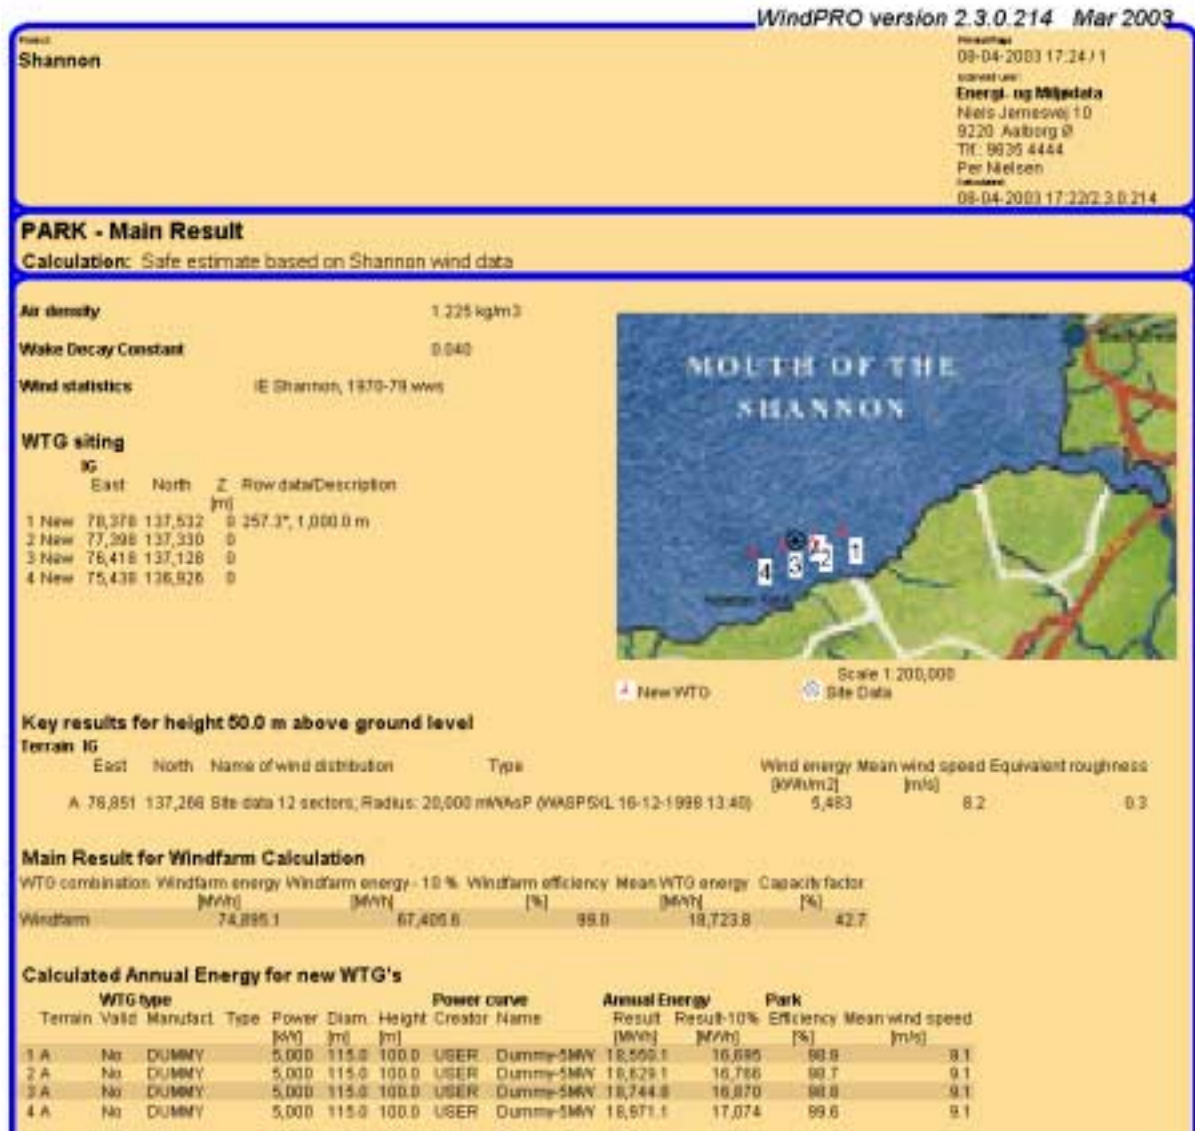 WindPRO version 2.3.0.214 Mar 2003
Project:
Shannon
Printed/Page
08-04-2003 17:24 / 1
Licensed user:
Energi- og Miljødata
Niels Jernesvej 10
9220 Aalborg Ø
Tlf.: 9635 4444
Per Nielsen
Calculated:
08-04-2003 17:22/2.3.0.214
PARK - Main Result
Calculation: Safe estimate based on Shannon wind data
Air density 1.225 kg/m3
Wake Decay Constant 0.040
Wind statistics IE Shannon, 1970-79.wws
WTG siting
IG
East North Z Row data/Description
[m]
1 New 78,378 137,532 0 257.3°, 1,000.0 m
2 New 77,398 137,330 0
3 New 76,418 137,128 0
4 New 75,438 136,926 0
MOUTH OF THE
SHANNON
4 3 2 1
Scale 1:200,000
New WTG Site Data
Key results for height 50.0 m above ground level
Terrain IG
East North Name of wind distribution Type Wind energy Mean wind speed Equivalent roughness
[kWh/m2] [m/s]
A 76,851 137,266 Site data 12 sectors; Radius: 20,000 m WAsP (WASP5XL 16-12-1998 13:40) 5,483 8.2 0.3
Main Result for Windfarm Calculation
WTG combination Windfarm energy Windfarm energy - 10 % Windfarm efficiency Mean WTG energy Capacity factor
[MWh] [MWh] [%] [MWh] [%]
Windfarm 74,895.1 67,405.6 99.0 18,723.8 42.7
Calculated Annual Energy for new WTG's
WTG type Power curve Annual Energy Park
Terrain Valid Manufact. Type Power Diam. Height Creator Name Result Result-10% Efficiency Mean wind speed
[kW] [m] [m] [MWh] [MWh] [%] [m/s]
1 A No DUMMY 5,000 115.0 100.0 USER Dummy-5MW 18,550.1 16,695 98.9 9.1
2 A No DUMMY 5,000 115.0 100.0 USER Dummy-5MW 18,629.1 16,766 98.7 9.1
3 A No DUMMY 5,000 115.0 100.0 USER Dummy-5MW 18,744.8 16,870 98.8 9.1
4 A No DUMMY 5,000 115.0 100.0 USER Dummy-5MW 18,971.1 17,074 99.6 9.1